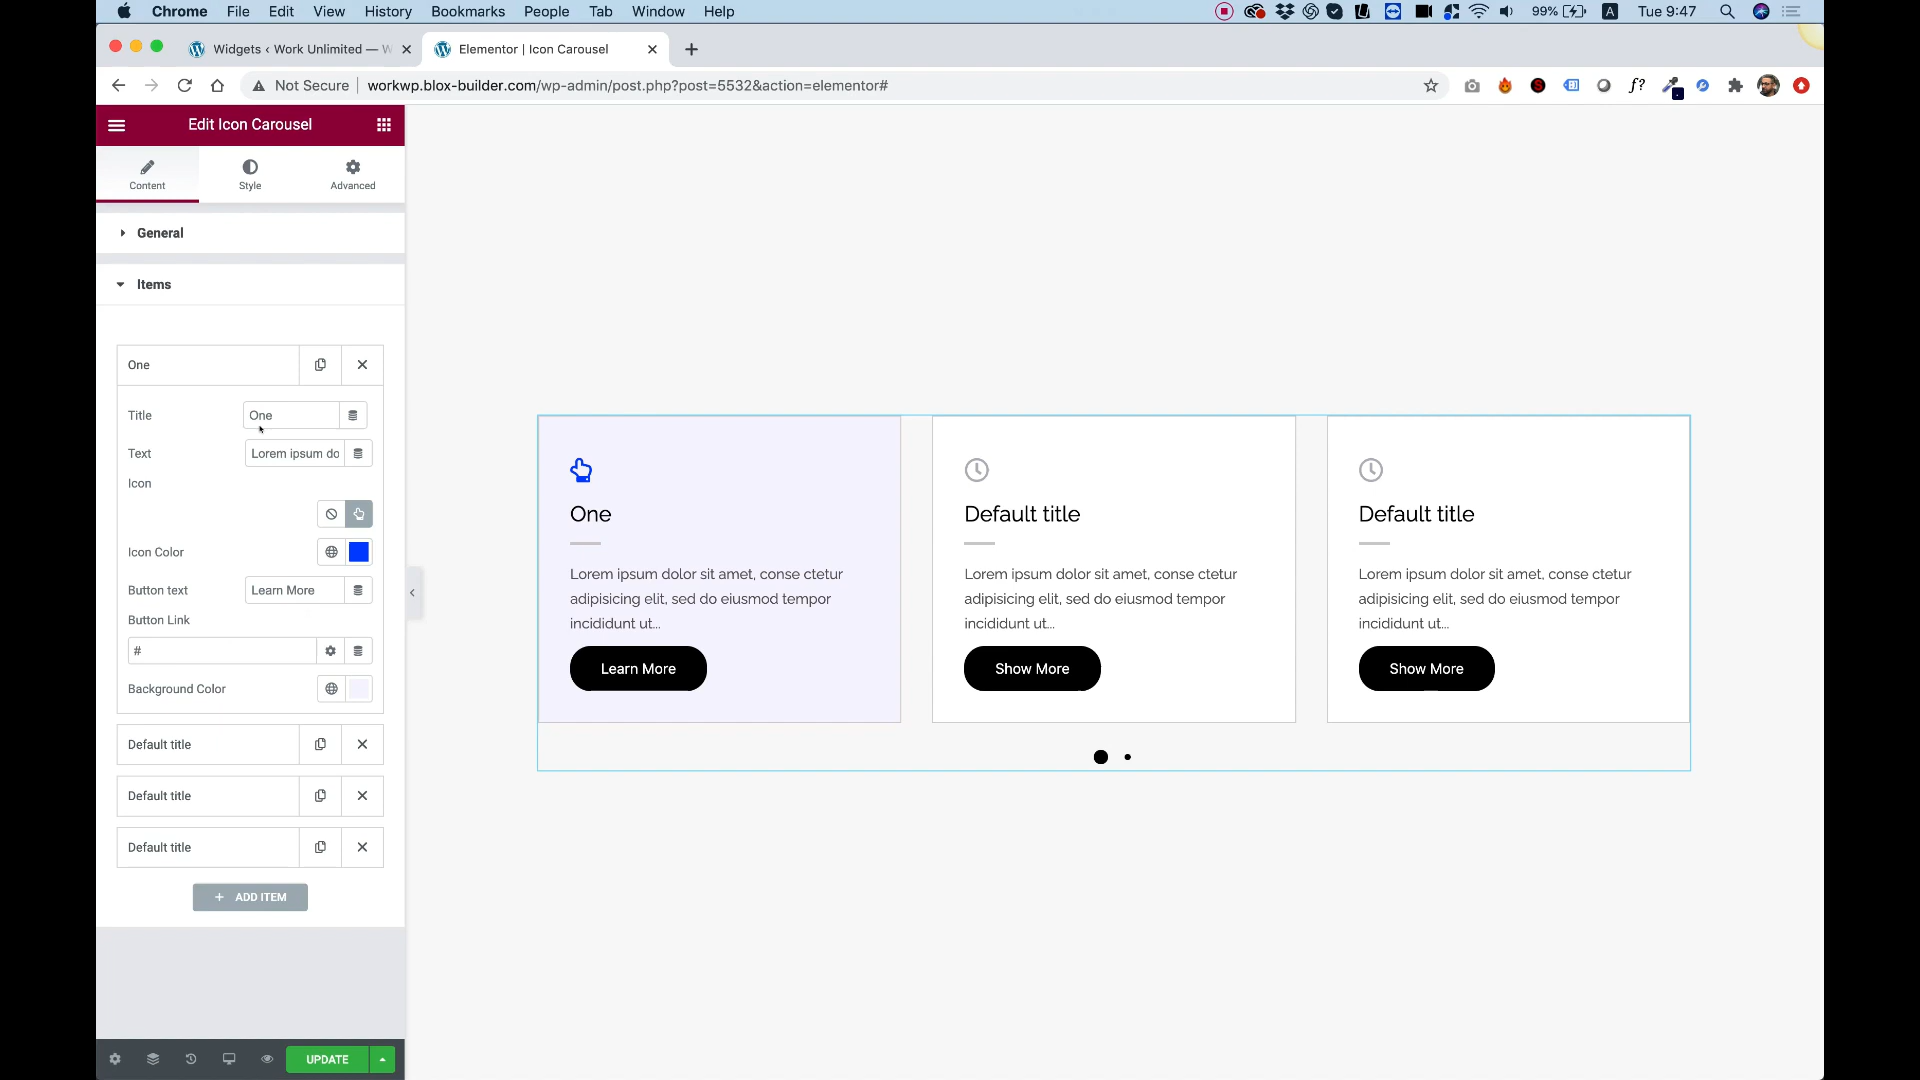 Chrome File Edit View History Bookmarks People Tab Window Help
99% A Tue 9:47
Widgets ‹ Work Unlimited — W
Elementor | Icon Carousel
Not Secure workwp.blox-builder.com/wp-admin/post.php?post=5532&action=elementor#
f?
Edit Icon Carousel
Content Style Advanced
General
Items
One
Title One
Text Lorem ipsum do
Icon
Icon Color
Button text Learn More
Button Link
#
Background Color
Default title
Default title
Default title
+ ADD ITEM
UPDATE
One
Lorem ipsum dolor sit amet, conse ctetur
adipisicing elit, sed do eiusmod tempor
incididunt ut...
Learn More
Default title
Lorem ipsum dolor sit amet, conse ctetur
adipisicing elit, sed do eiusmod tempor
incididunt ut...
Show More
Default title
Lorem ipsum dolor sit amet, conse ctetur
adipisicing elit, sed do eiusmod tempor
incididunt ut...
Show More